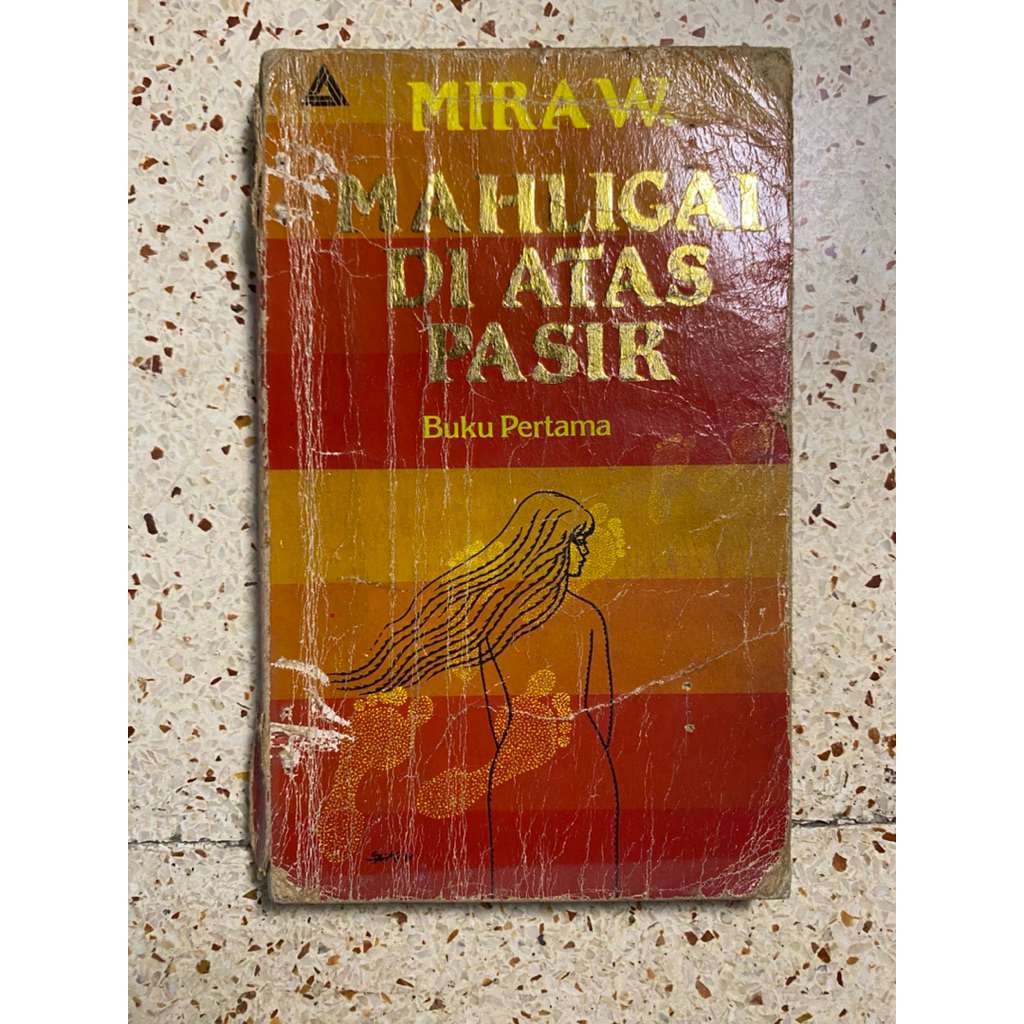 MIRA W.
MAHLIGAI
DI ATAS
PASIR
Buku Pertama